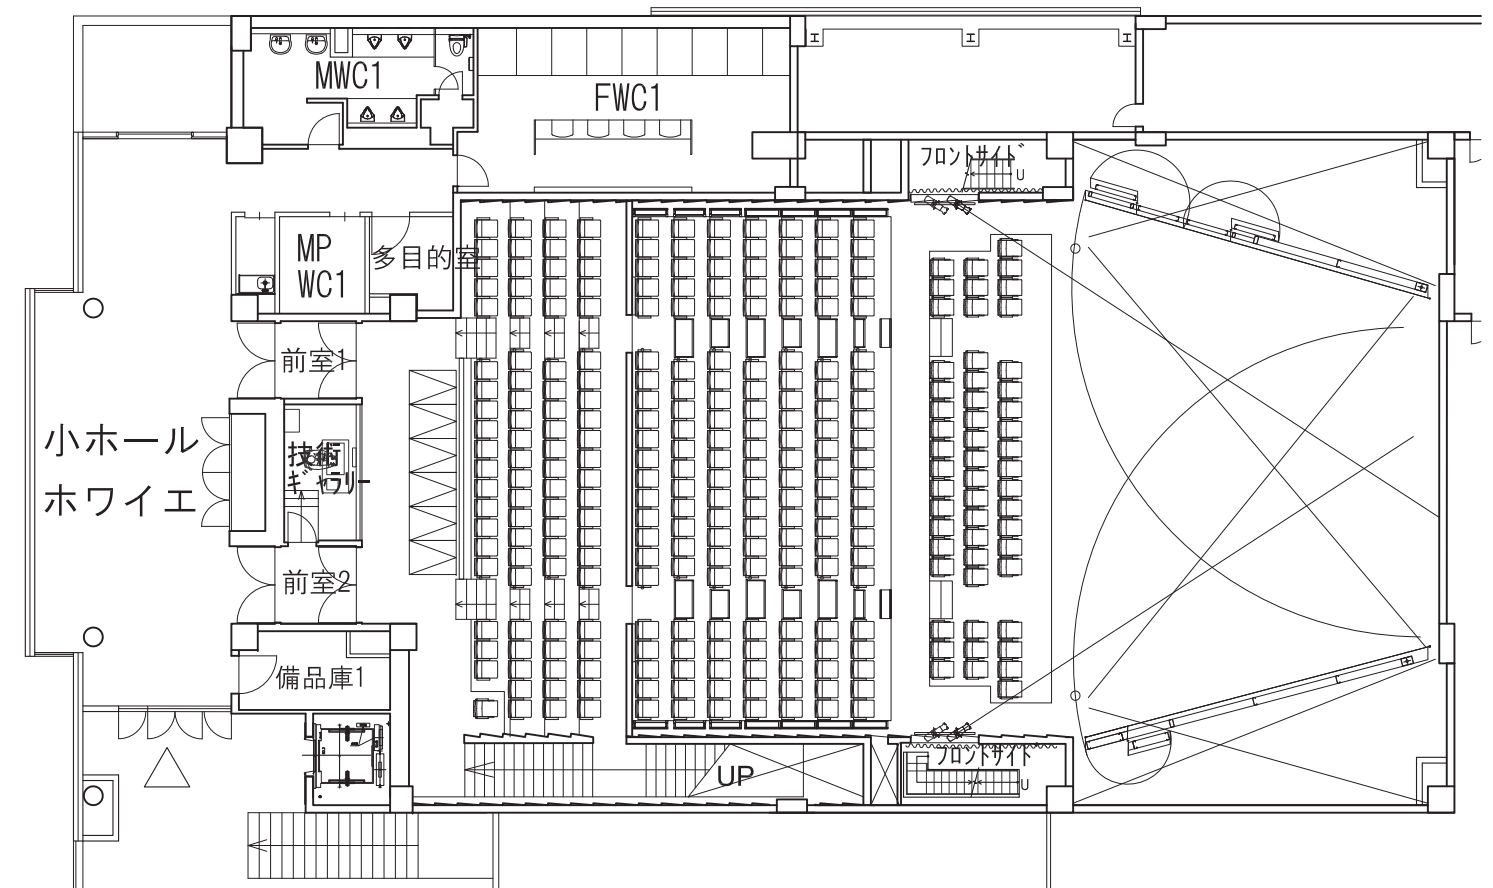 MWC1
FWC1
フロントサイド
U
MP
WC1
多目的室
前室1
小ホール
ホワイエ
技術
ギャラリー
前室2
備品庫1
UP
フロントサイド
U
H
H
H